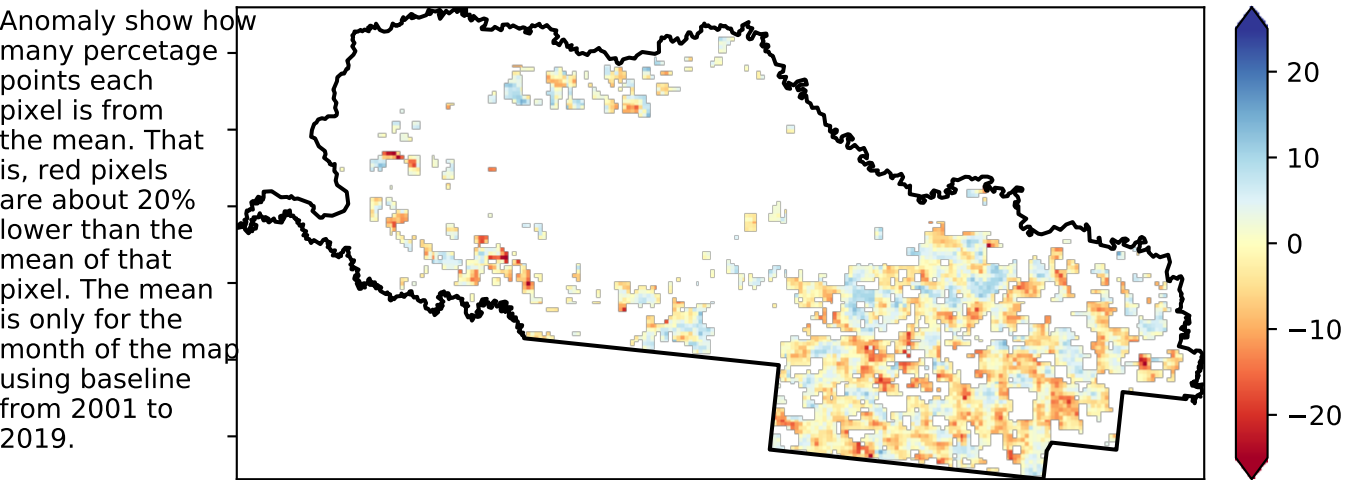 Anomaly show how
many percetage
points each
pixel is from
the mean. That
is, red pixels
are about 20%
lower than the
mean of that
pixel. The mean
is only for the
month of the map
using baseline
from 2001 to
2019.
20
10
0
−10
−20